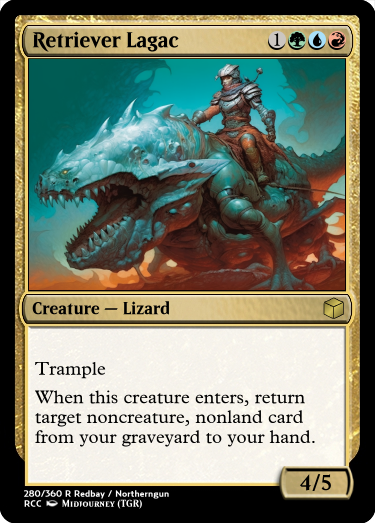 Retriever Lagac 1
Creature — Lizard
Trample
When this creature enters, return
target noncreature, nonland card
from your graveyard to your hand.
4/5
280/360 R Redbay / Northerngun
RCC Midjourney (TGR)